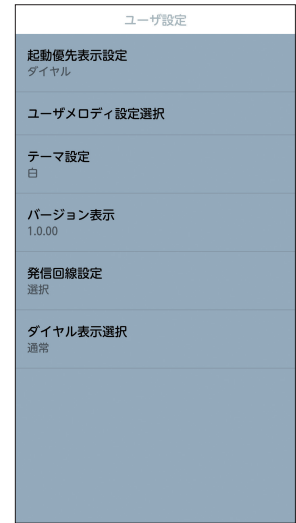 ユーザ設定
起動優先表示設定
ダイヤル
ユーザメロディ設定選択
テーマ設定
白
バージョン表示
1.0.00
発信回線設定
選択
ダイヤル表示選択
通常